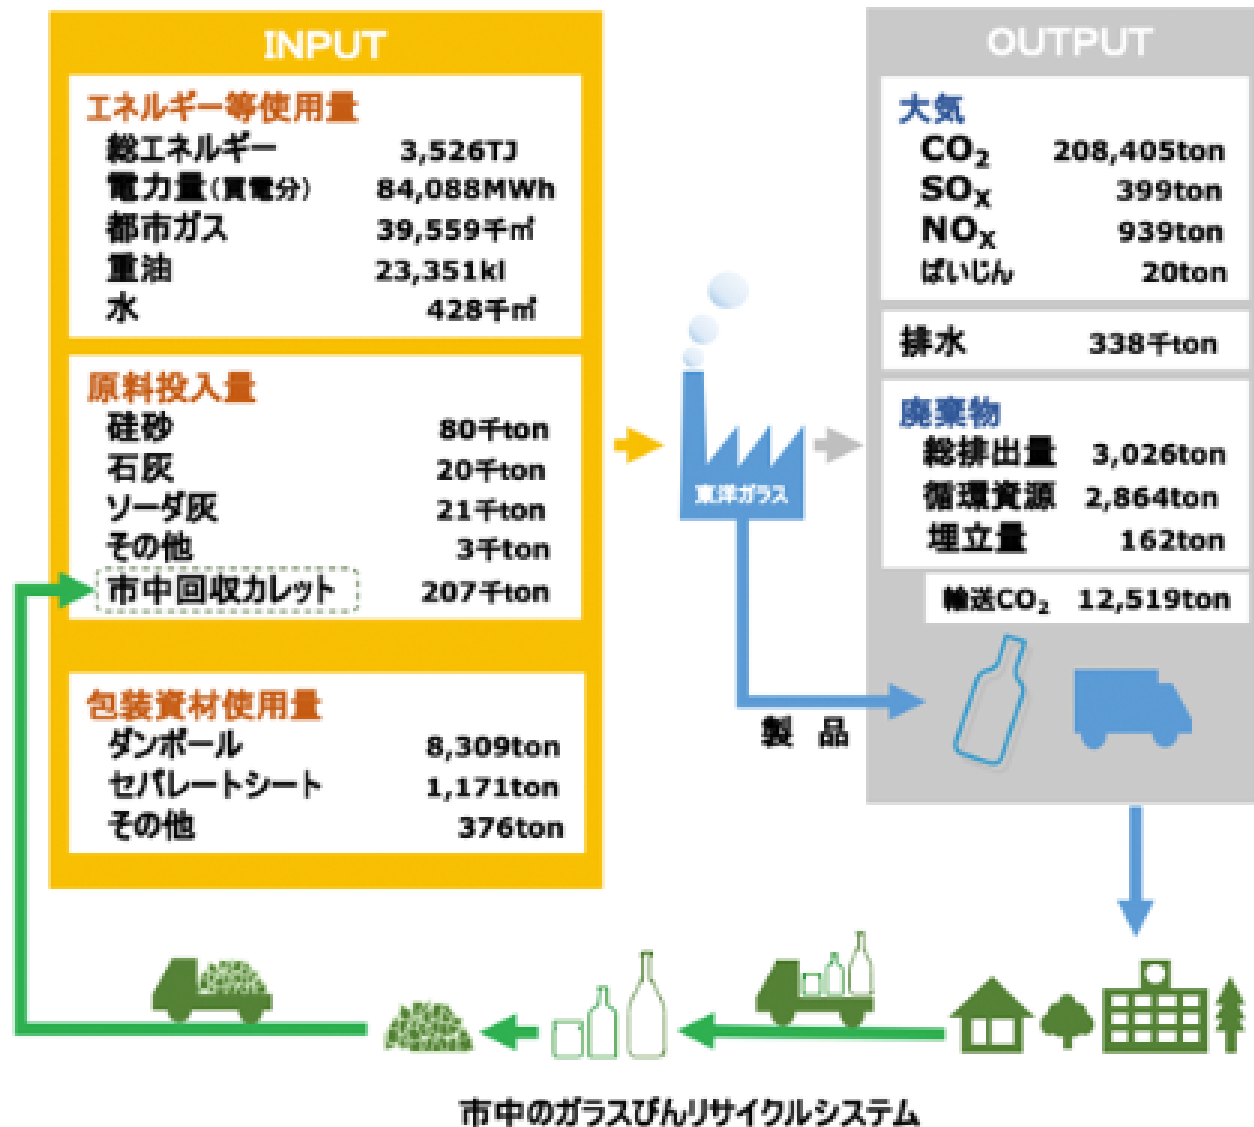 INPUT
エネルギー等使用量
総エネルギー 3,526TJ
電力量(買電分) 84,088MWh
都市ガス 39,559千㎥
重油 23,351kl
水 428千㎥
原料投入量
硅砂 80千ton
石灰 20千ton
ソーダ灰 21千ton
その他 3千ton
市中回収カレット 207千ton
包装資材使用量
ダンボール 8,309ton
セパレートシート 1,171ton
その他 376ton
東洋ガラス
製 品
OUTPUT
大気
CO₂ 208,405ton
SOX 399ton
NOX 939ton
ばいじん 20ton
排水 338千ton
廃棄物
総排出量 3,026ton
循環資源 2,864ton
埋立量 162ton
輸送CO₂ 12,519ton
市中のガラスびんリサイクルシステム